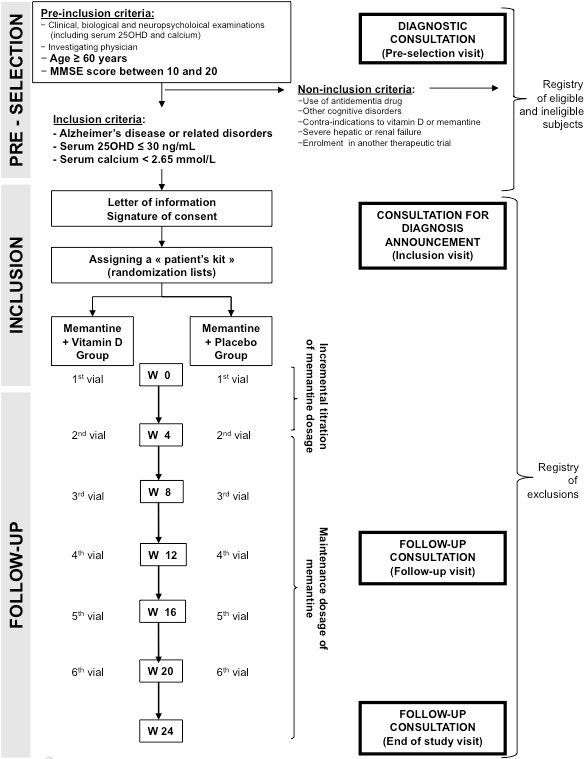 PRE - SELECTION
Pre-inclusion criteria:
− Clinical, biological and neuropsycholoical examinations
(including serum 25OHD and calcium)
− Investigating physician
− Age ≥ 60 years
− MMSE score between 10 and 20
DIAGNOSTIC
CONSULTATION
(Pre-selection visit)
Non-inclusion criteria:
−Use of antidementia drug
−Other cognitive disorders
−Contra-indications to vitamin D or memantine
−Severe hepatic or renal failure
−Enrolment in another therapeutic trial
Registry
of eligible
and ineligible
subjects
Inclusion criteria:
- Alzheimer's disease or related disorders
- Serum 25OHD ≤ 30 ng/mL
- Serum calcium < 2.65 mmol/L
INCLUSION
Letter of information
Signature of consent
CONSULTATION FOR
DIAGNOSIS
ANNOUNCEMENT
(Inclusion visit)
Assigning a « patient's kit »
(randomization lists)
Memantine
+ Vitamin D
Group
Memantine
+ Placebo
Group
1st vial
W 0
1st vial
Incremental titration
of memantine dosage
FOLLOW-UP
2nd vial
W 4
2nd vial
3rd vial
W 8
3rd vial
Registry
of
exclusions
4th vial
W 12
4th vial
Maintenance dosage of
memantine
FOLLOW-UP
CONSULTATION
(Follow-up visit)
5th vial
W 16
5th vial
6th vial
W 20
6th vial
W 24
FOLLOW-UP
CONSULTATION
(End of study visit)